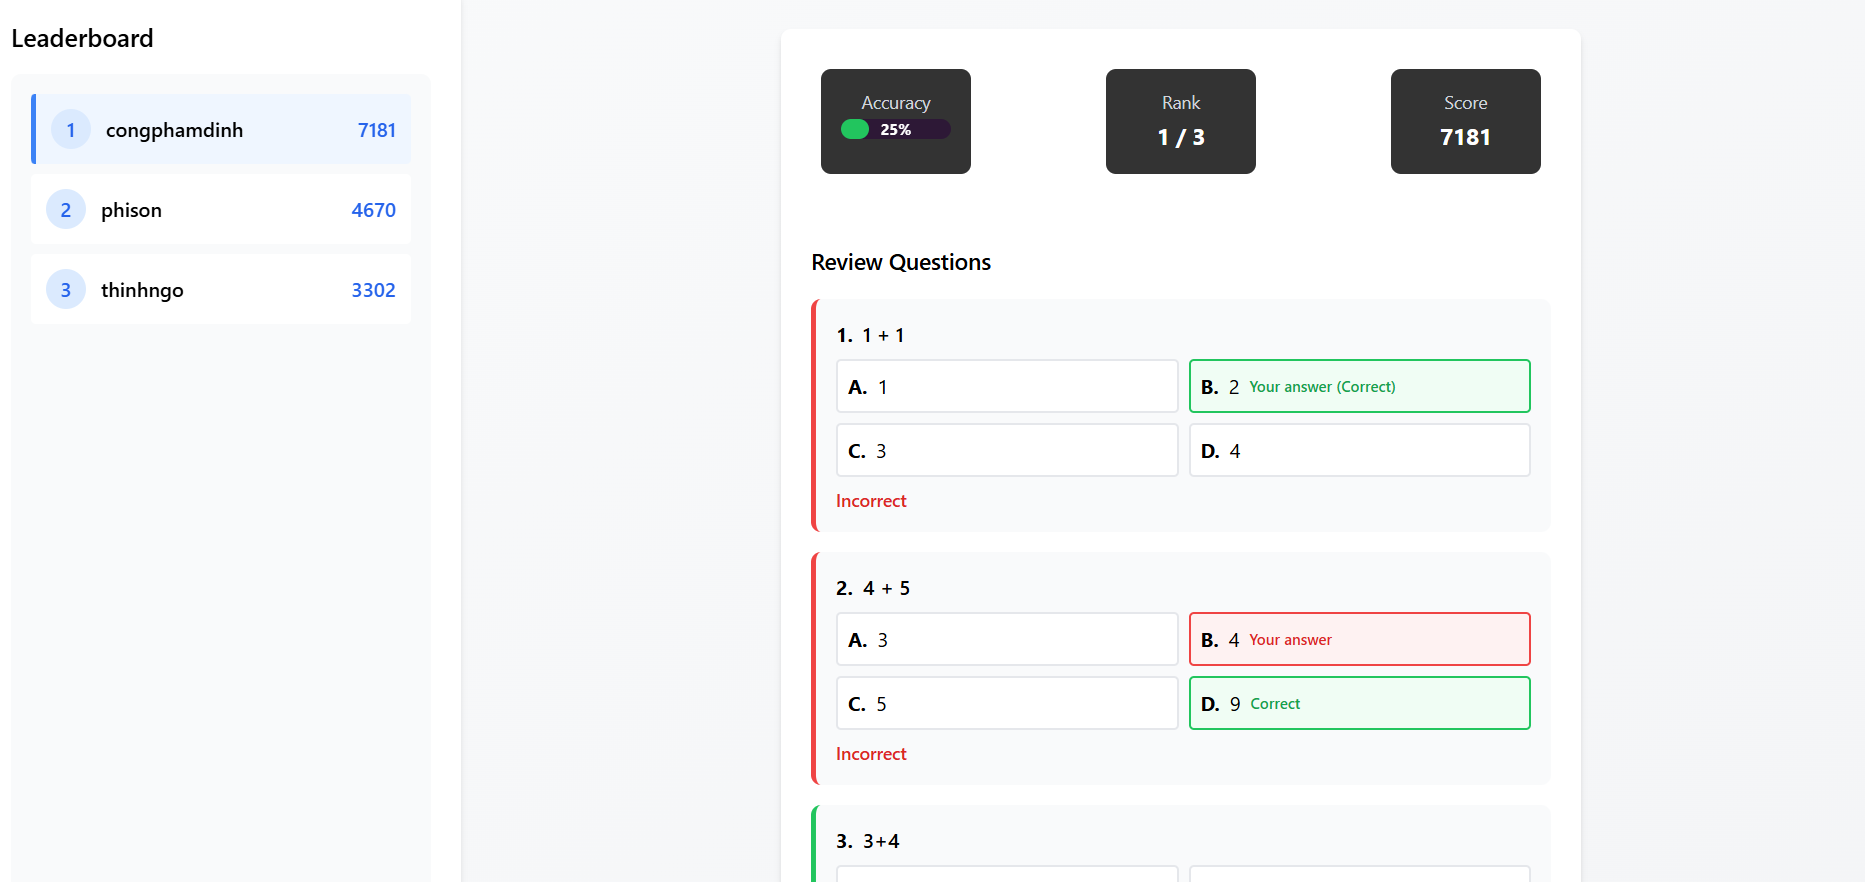 Leaderboard
1 congphamdinh 7181
2 phison 4670
3 thinhngo 3302
Accuracy
25%
Rank
1 / 3
Score
7181
Review Questions
1. 1 + 1
A. 1
B. 2 Your answer (Correct)
C. 3
D. 4
Incorrect
2. 4 + 5
A. 3
B. 4 Your answer
C. 5
D. 9 Correct
Incorrect
3. 3+4